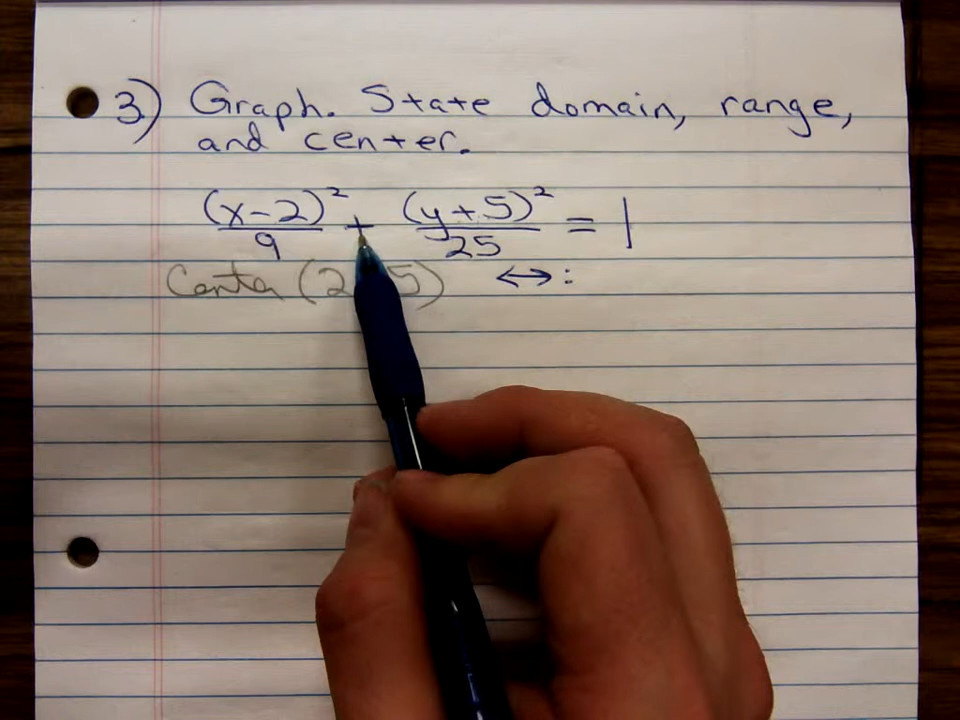 3) Graph. State domain, range,
and center.
(x-2)²/9 + (y+5)²/25 = 1
Center (2 5) ↔: